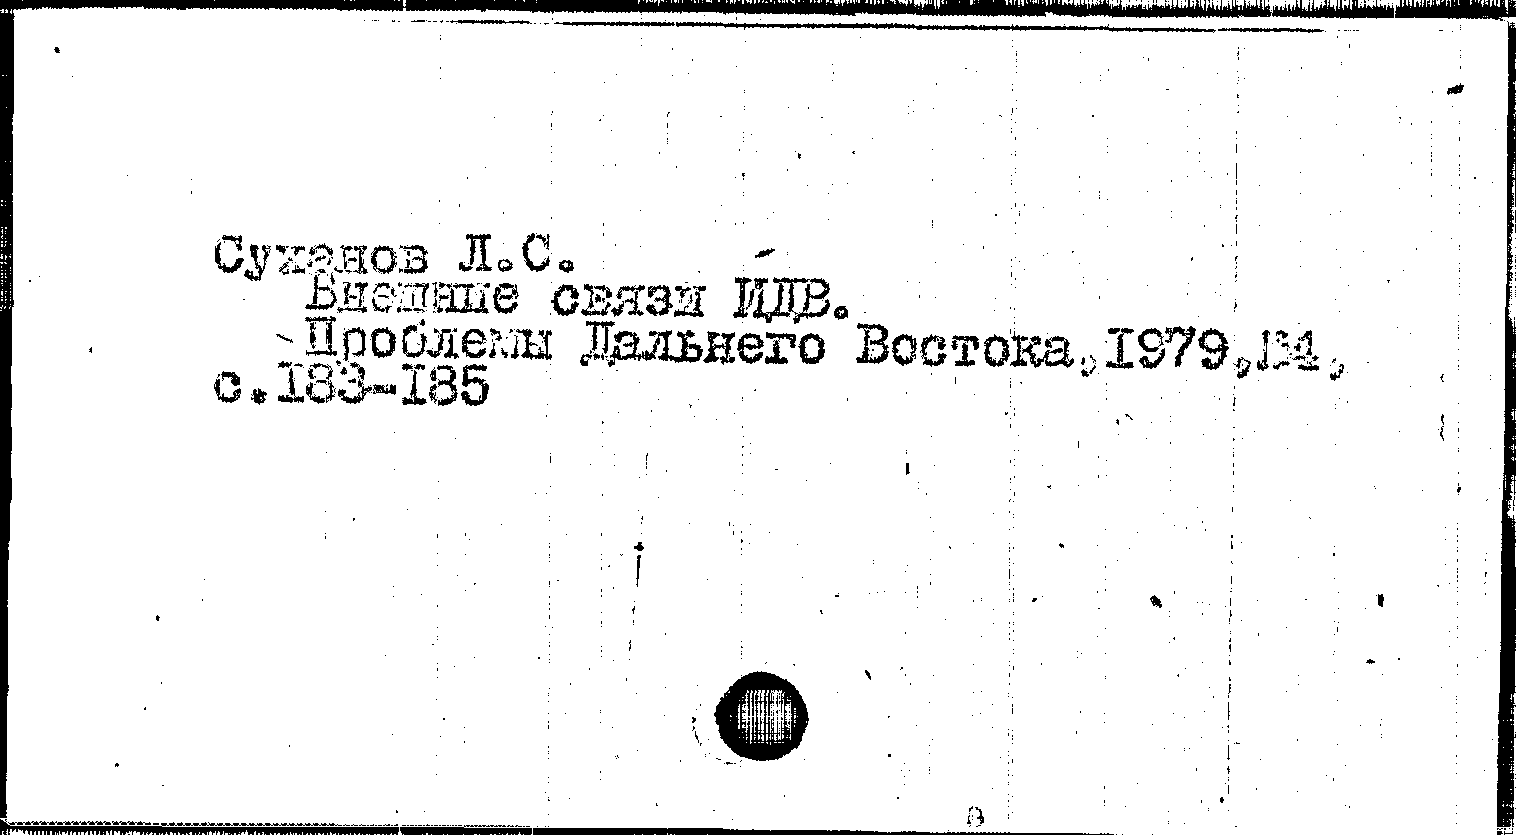 Суханов Л.С.
Внешние связи ИДВ.
Проблемы Дальнего Востока,1979,№4,
с.183-185